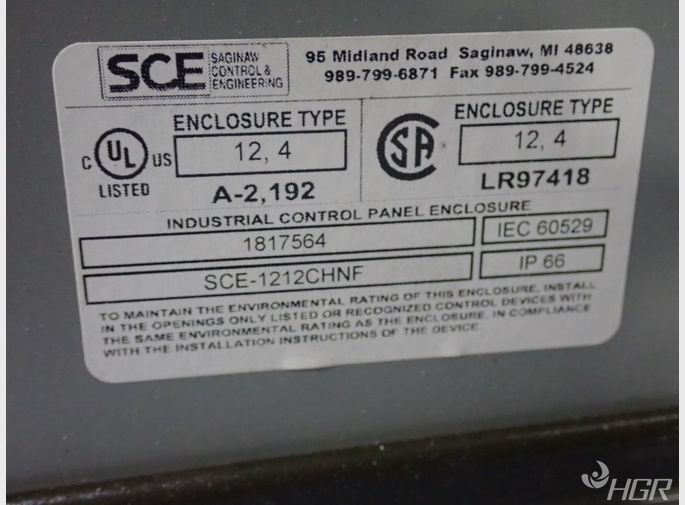 SCE SAGINAW CONTROL & ENGINEERING
95 Midland Road Saginaw, MI 48638
989-799-6871 Fax 989-799-4524
C UL US LISTED
ENCLOSURE TYPE
12, 4
A-2,192
SA
ENCLOSURE TYPE
12, 4
LR97418
INDUSTRIAL CONTROL PANEL ENCLOSURE
1817564
IEC 60529
SCE-1212CHNF
IP 66
TO MAINTAIN THE ENVIRONMENTAL RATING OF THIS ENCLOSURE, INSTALL
IN THE OPENINGS ONLY LISTED OR RECOGNIZED CONTROL DEVICES WITH
THE SAME ENVIRONMENTAL RATING AS THE ENCLOSURE, IN COMPLIANCE
WITH THE INSTALLATION INSTRUCTIONS OF THE DEVICE.
HGR